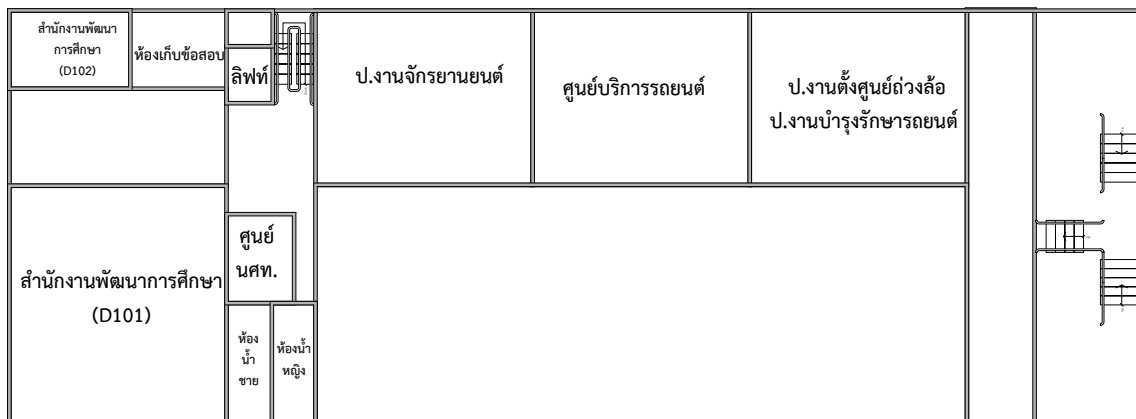 สำนักงานพัฒนา
การศึกษา
(D102)
ห้องเก็บข้อสอบ
ลิฟท์
ป.งานจักรยานยนต์
ศูนย์บริการรถยนต์
ป.งานตั้งศูนย์ถ่วงล้อ
ป.งานบำรุงรักษารถยนต์
สำนักงานพัฒนาการศึกษา
(D101)
ศูนย์
นศท.
ห้อง
น้ำ
ชาย
ห้องน้ำ
หญิง